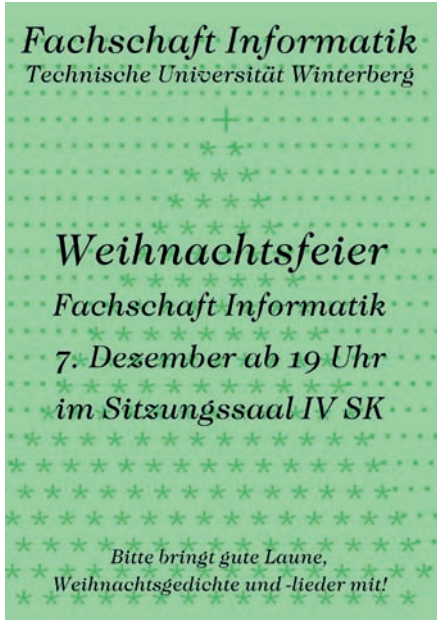 Fachschaft Informatik
Technische Universität Winterberg
Weihnachtsfeier
Fachschaft Informatik
7. Dezember ab 19 Uhr
im Sitzungssaal IV SK
Bitte bringt gute Laune,
Weihnachtsgedichte und -lieder mit!